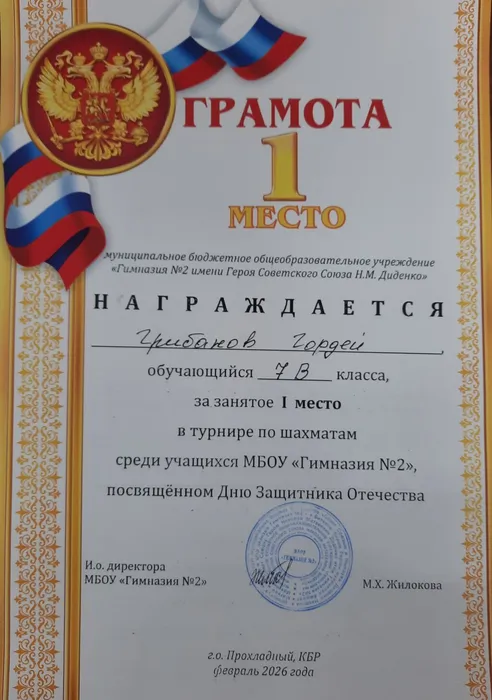 ГРАМОТА
1
МЕСТО
муниципальное бюджетное общеобразовательное учреждение
«Гимназия №2 имени Героя Советского Союза Н.М. Диденко»
НАГРАЖДАЕТСЯ
Грибанов Гордей,
обучающийся 7 В класса,
за занятое I место
в турнире по шахматам
среди учащихся МБОУ «Гимназия №2»,
посвящённом Дню Защитника Отечества
И.о. директора
МБОУ «Гимназия №2»
М.Х. Жилокова
г.о. Прохладный, КБР
февраль 2026 года